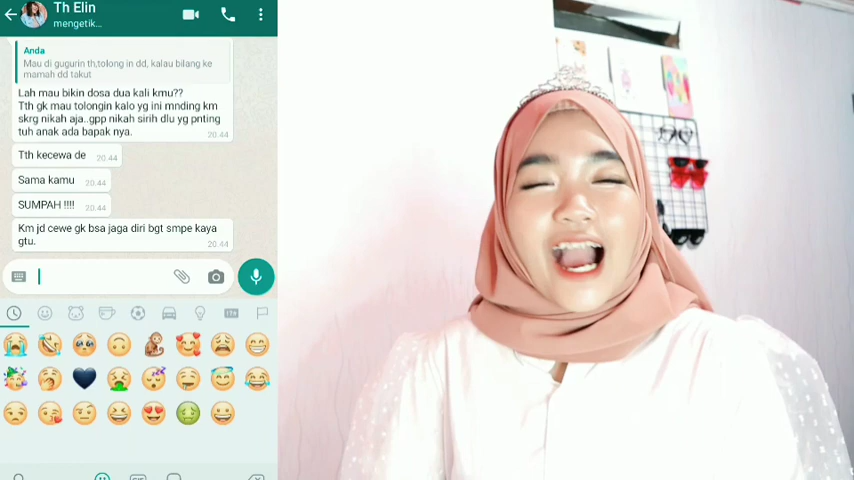 Th Elin
mengetik...
Anda
Mau di gugurin th,tolong in dd, kalau bilang ke
mamah dd takut
Lah mau bikin dosa dua kali kmu??
Tth gk mau tolongin kalo yg ini mnding km
skrg nikah aja..gpp nikah sirih dlu yg pnting
tuh anak ada bapak nya.
20.44
Tth kecewa de
20.44
Sama kamu
20.44
SUMPAH !!!!
20.44
Km jd cewe gk bsa jaga diri bgt smpe kaya
gtu.
20.44
GIF